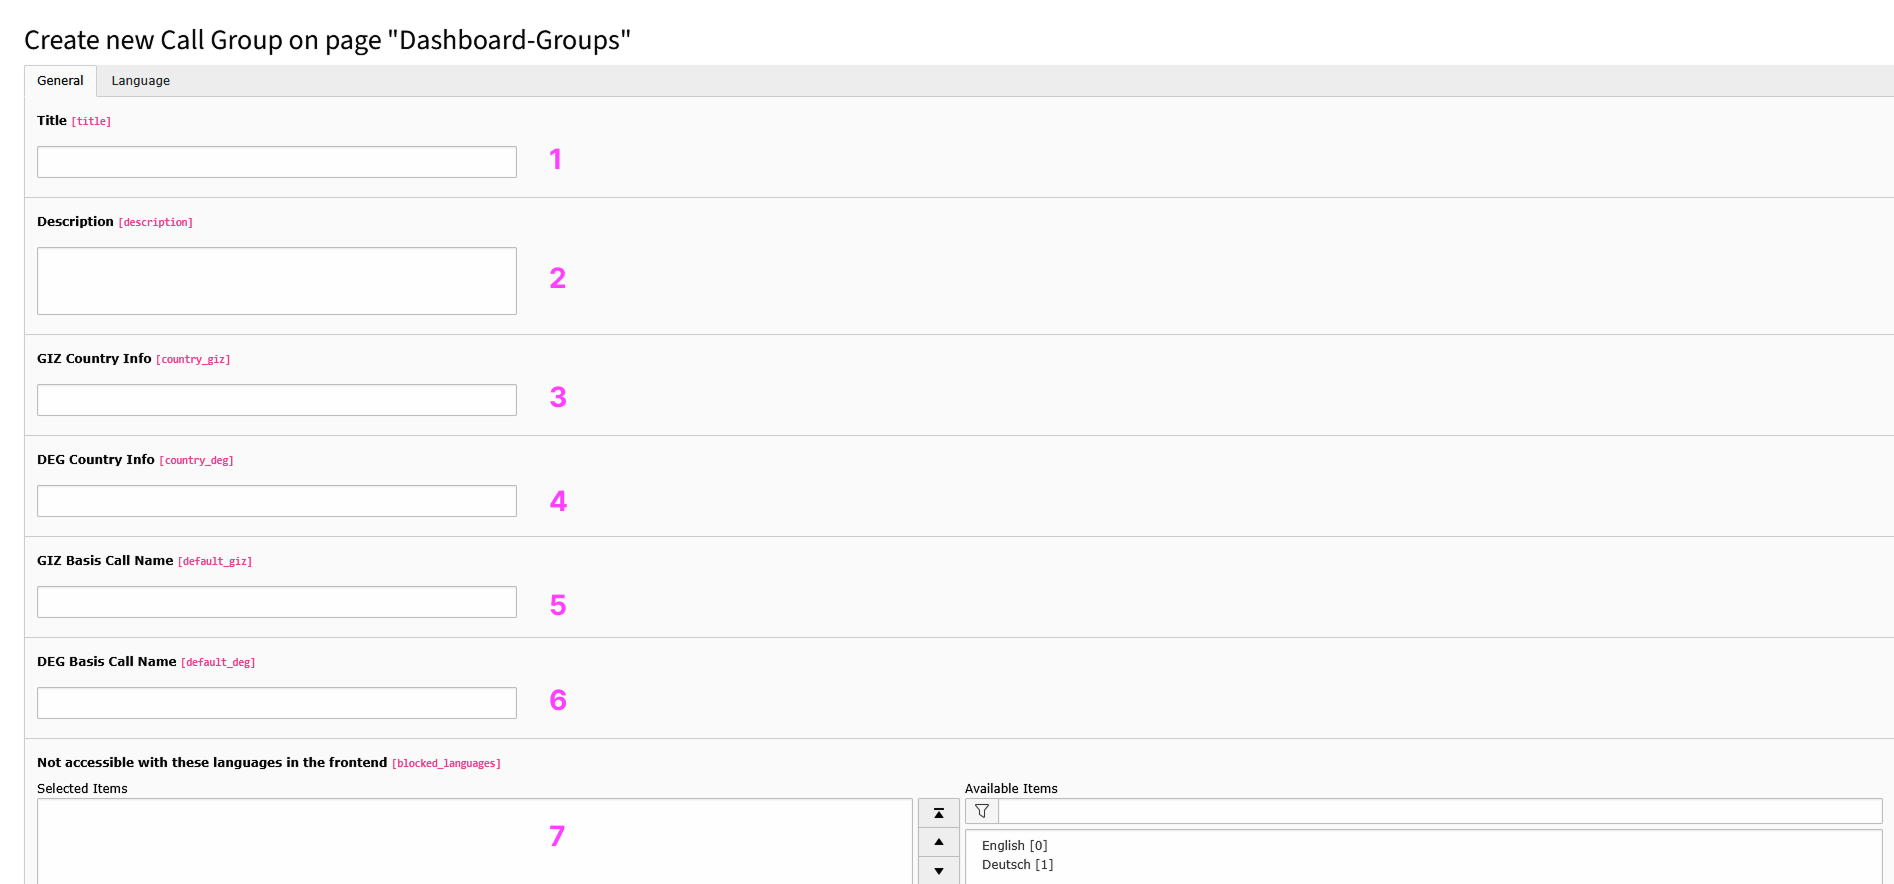 Create new Call Group on page "Dashboard-Groups"
General Language
Title [title]
1
Description [description]
2
GIZ Country Info [country_giz]
3
DEG Country Info [country_deg]
4
GIZ Basis Call Name [default_giz]
5
DEG Basis Call Name [default_deg]
6
Not accessible with these languages in the frontend [blocked_languages]
Selected Items
7
Available Items
English [0]
Deutsch [1]